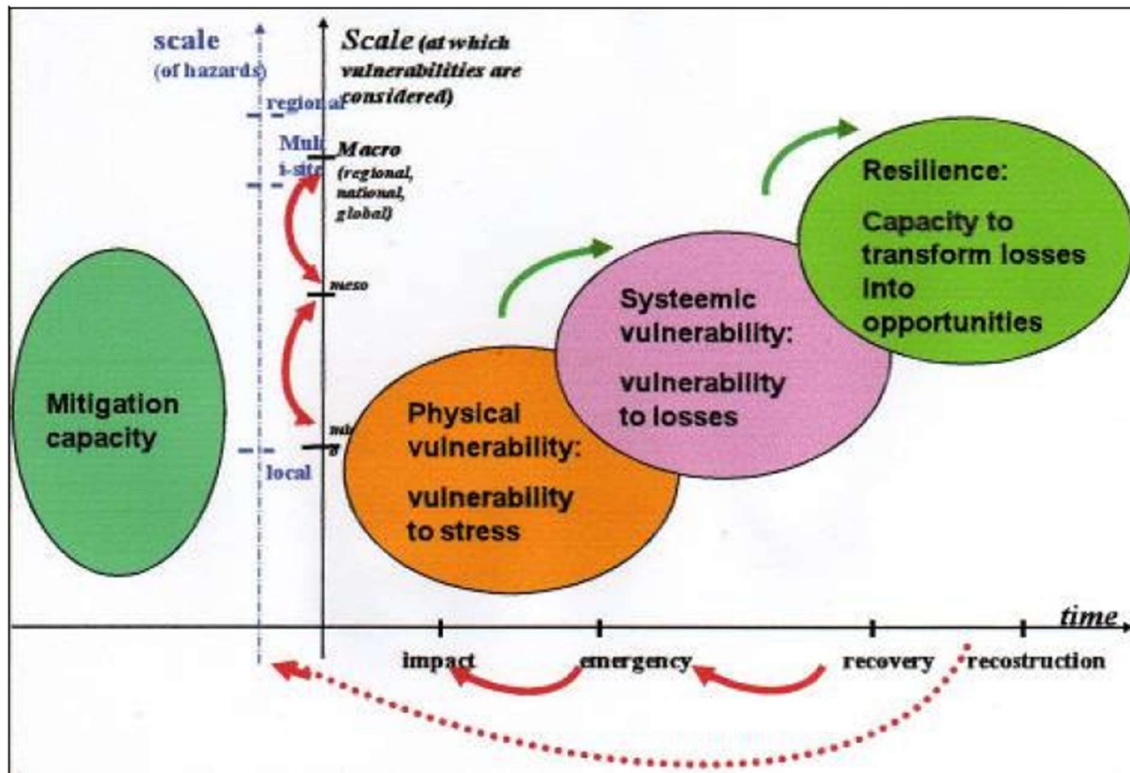 scale
(of hazards)
Scale (at which
vulnerabilities are
considered)
regional
Mul
i-site
Macro
(regional,
national,
global)
meso
local
Mitigation
capacity
Physical
vulnerability:
vulnerability
to stress
Systeemic
vulnerability:
vulnerability
to losses
Resilience:
Capacity to
transform losses
into
opportunities
time
impact
emergency
recovery
recostruction